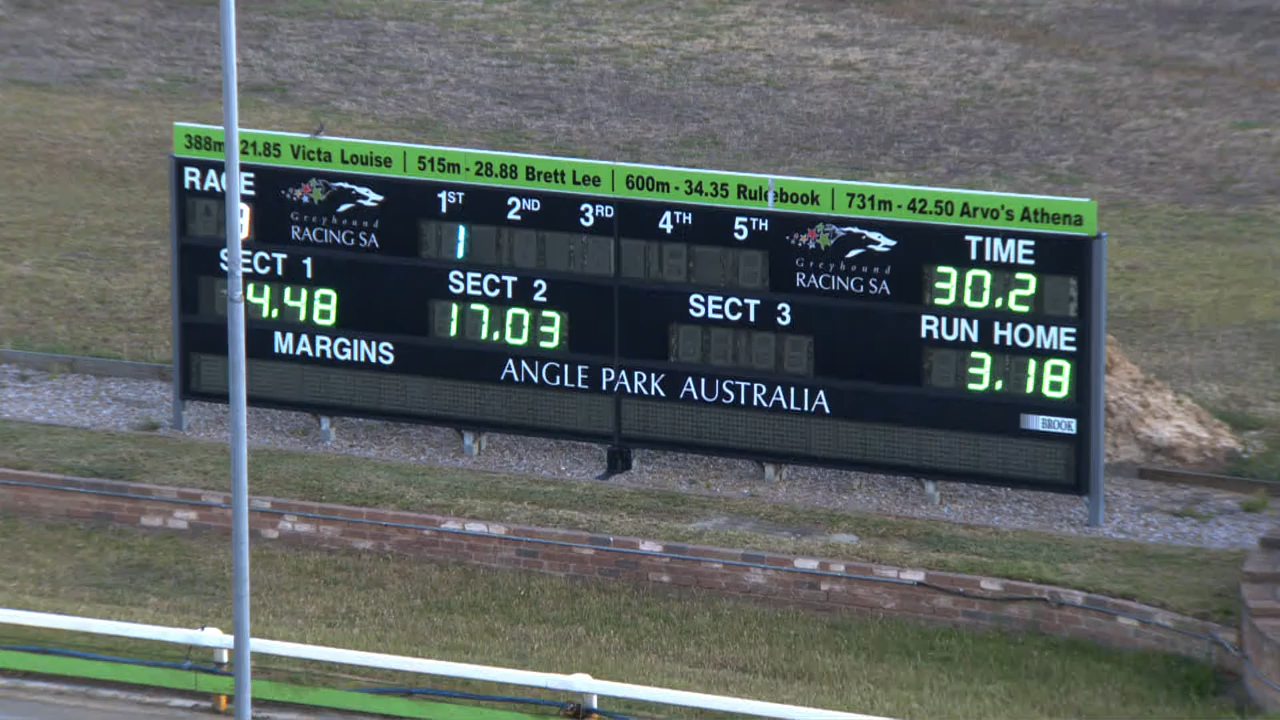 388m - 21.85 Victa Louise | 515m - 28.88 Brett Lee | 600m - 34.35 Rulebook | 731m - 42.50 Arvo's Athena
RACE
Greyhound
RACING SA
1ST 2ND 3RD 4TH 5TH
1
Greyhound
RACING SA
TIME
30.2
SECT 1
4.48
SECT 2
17.03
SECT 3
RUN HOME
3.18
MARGINS
ANGLE PARK AUSTRALIA
BROOK